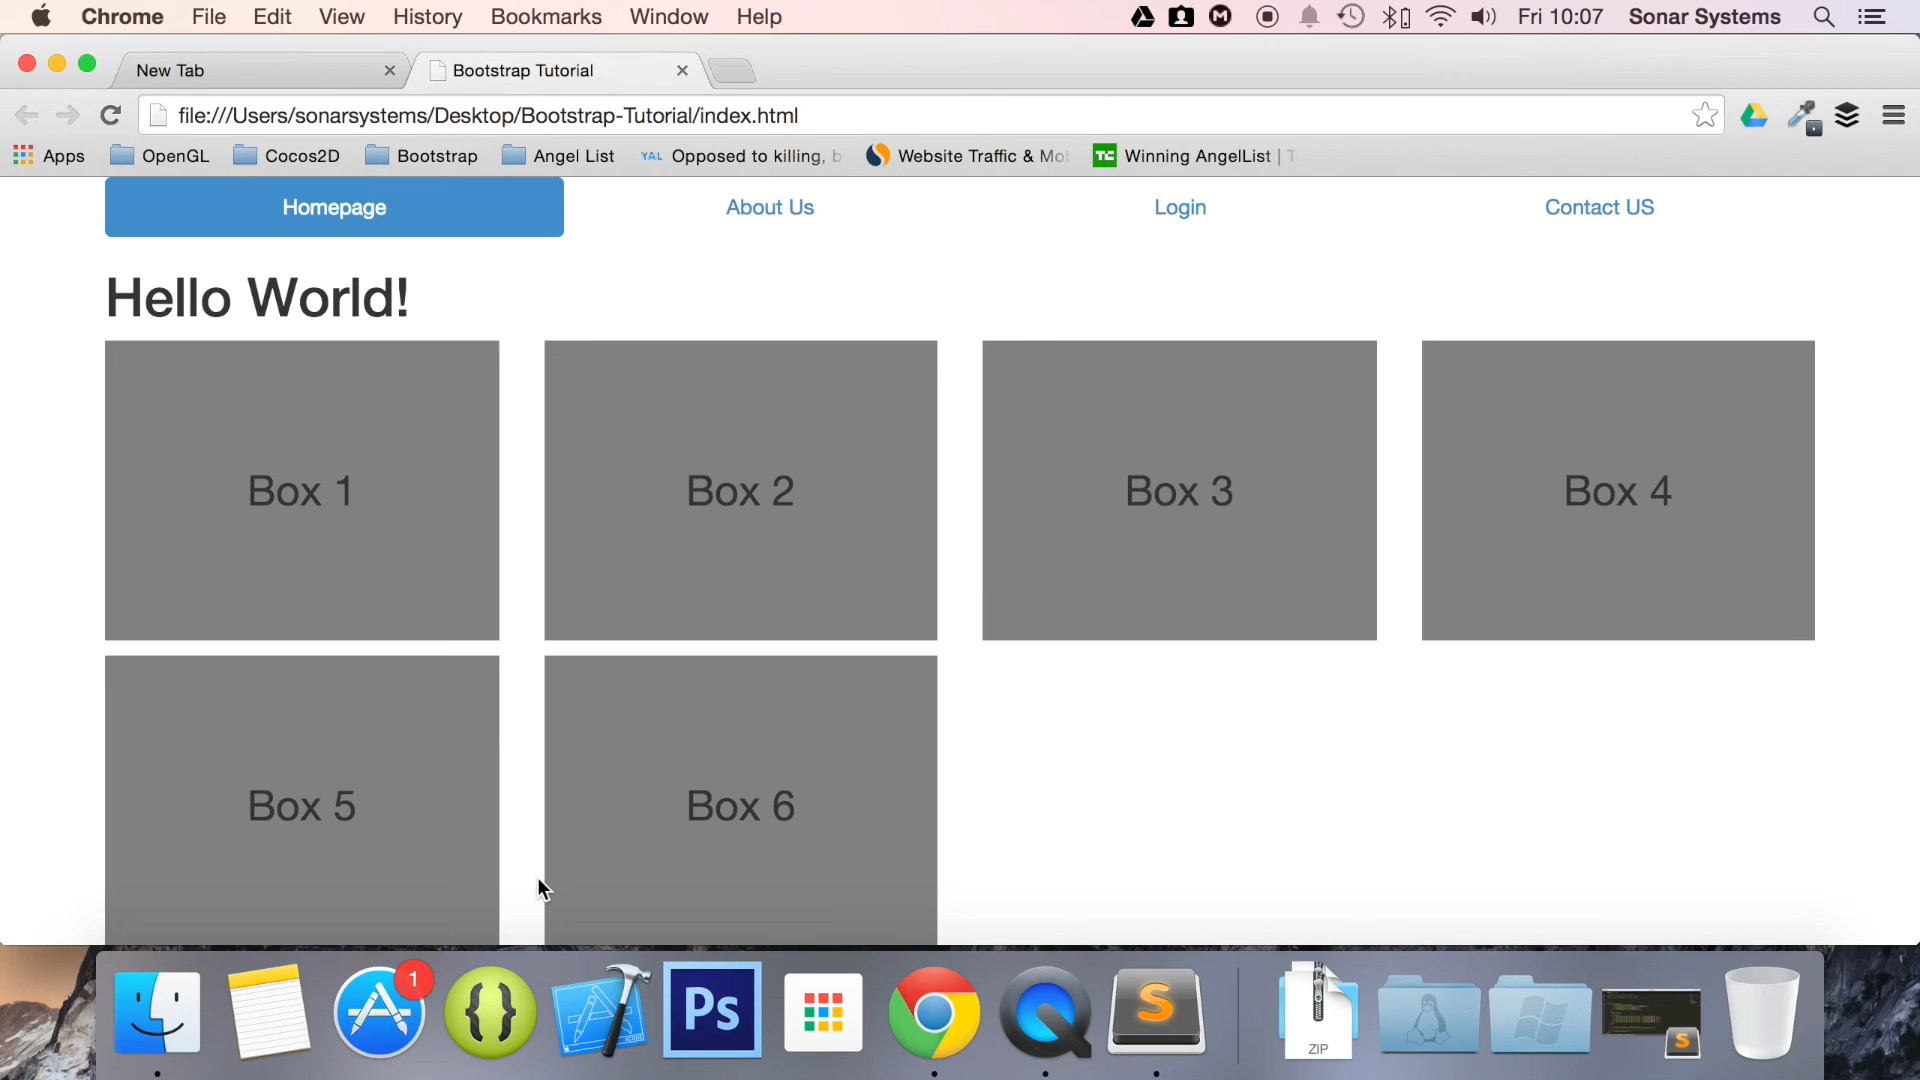 Chrome File Edit View History Bookmarks Window Help Fri 10:07 Sonar Systems
New Tab Bootstrap Tutorial
file:///Users/sonarsystems/Desktop/Bootstrap-Tutorial/index.html
Apps OpenGL Cocos2D Bootstrap Angel List YAL Opposed to killing, b Website Traffic & Mo TC Winning AngelList | T
Homepage About Us Login Contact US
Hello World!
Box 1 Box 2 Box 3 Box 4
Box 5 Box 6
1
{} Ps S
XCODE
ZIP
S